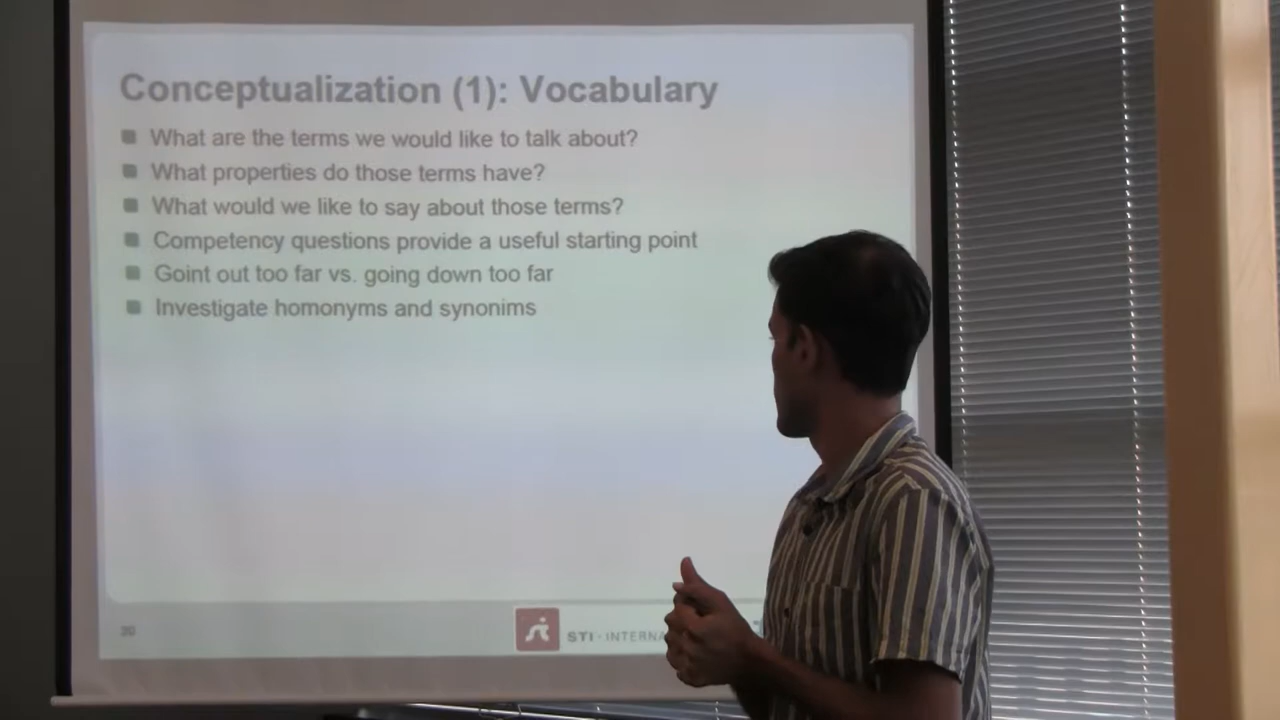 Conceptualization (1): Vocabulary
What are the terms we would like to talk about?
What properties do those terms have?
What would we like to say about those terms?
Competency questions provide a useful starting point
Goint out too far vs. going down too far
Investigate homonyms and synonims
20
STI · INTERNA